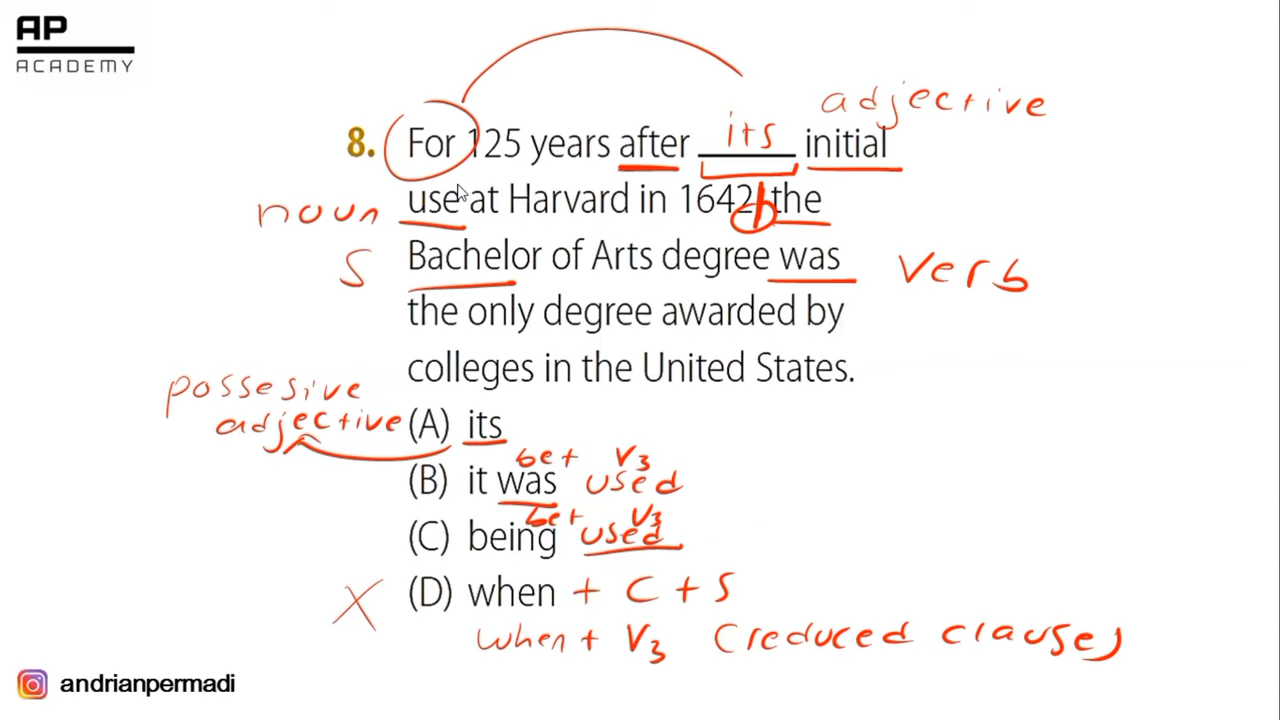 AP
ACADEMY
adjective
8. For 125 years after its initial
noun use at Harvard in 1642, the
S Bachelor of Arts degree was verb
the only degree awarded by
colleges in the United States.
possesive
adjective (A) its
be+ V3
(B) it was used
be+ V3
(C) being used
X (D) when + C + S
when + V3 (reduced clause)
andrianpermadi